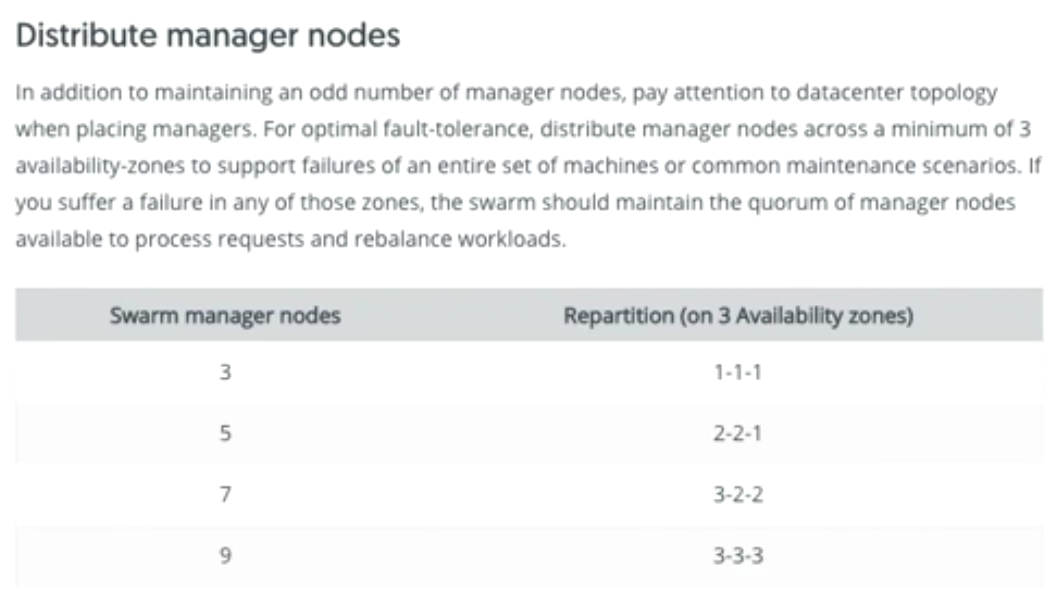 Distribute manager nodes
In addition to maintaining an odd number of manager nodes, pay attention to datacenter topology
when placing managers. For optimal fault-tolerance, distribute manager nodes across a minimum of 3
availability-zones to support failures of an entire set of machines or common maintenance scenarios. If
you suffer a failure in any of those zones, the swarm should maintain the quorum of manager nodes
available to process requests and rebalance workloads.
Swarm manager nodes Repartition (on 3 Availability zones)
3 1-1-1
5 2-2-1
7 3-2-2
9 3-3-3